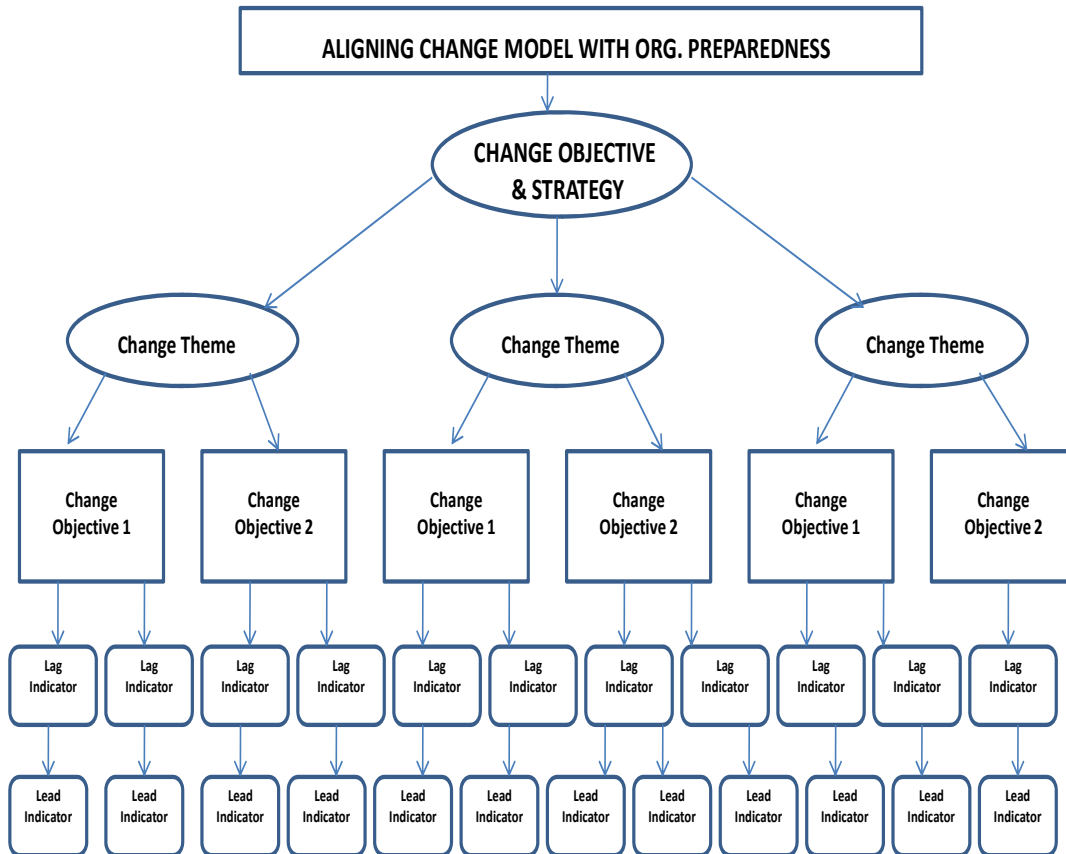 ALIGNING CHANGE MODEL WITH ORG. PREPAREDNESS
CHANGE OBJECTIVE
& STRATEGY
Change Theme
Change Theme
Change Theme
Change
Objective 1
Change
Objective 2
Change
Objective 1
Change
Objective 2
Change
Objective 1
Change
Objective 2
Lag
Indicator
Lag
Indicator
Lag
Indicator
Lag
Indicator
Lag
Indicator
Lag
Indicator
Lag
Indicator
Lag
Indicator
Lag
Indicator
Lag
Indicator
Lag
Indicator
Lead
Indicator
Lead
Indicator
Lead
Indicator
Lead
Indicator
Lead
Indicator
Lead
Indicator
Lead
Indicator
Lead
Indicator
Lead
Indicator
Lead
Indicator
Lead
Indicator
Lead
Indicator